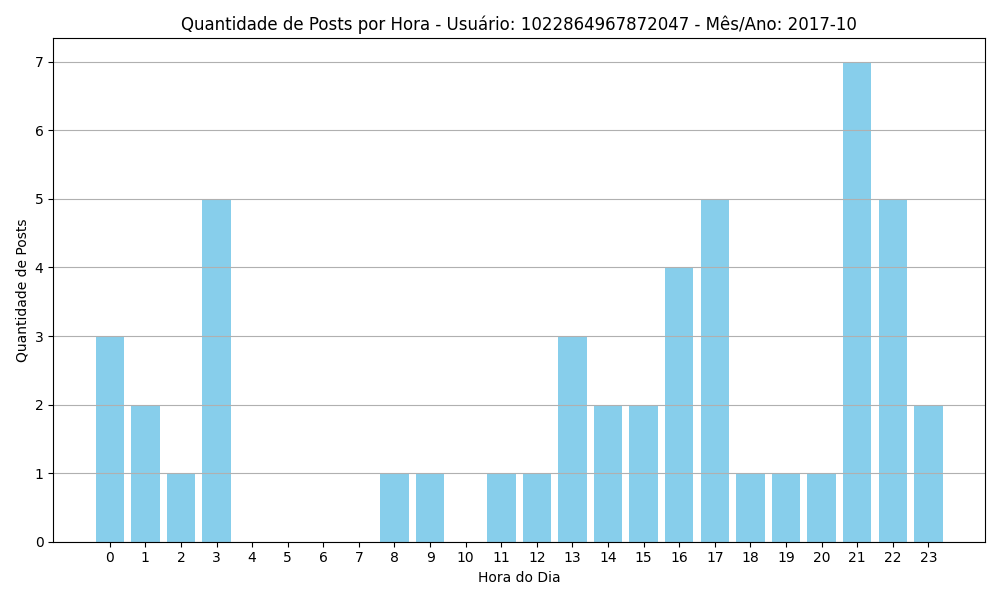 Quantidade de Posts por Hora - Usuário: 1022864967872047 - Mês/Ano: 2017-10
Quantidade de Posts
7
6
5
4
3
2
1
0
0 1 2 3 4 5 6 7 8 9 10 11 12 13 14 15 16 17 18 19 20 21 22 23
Hora do Dia